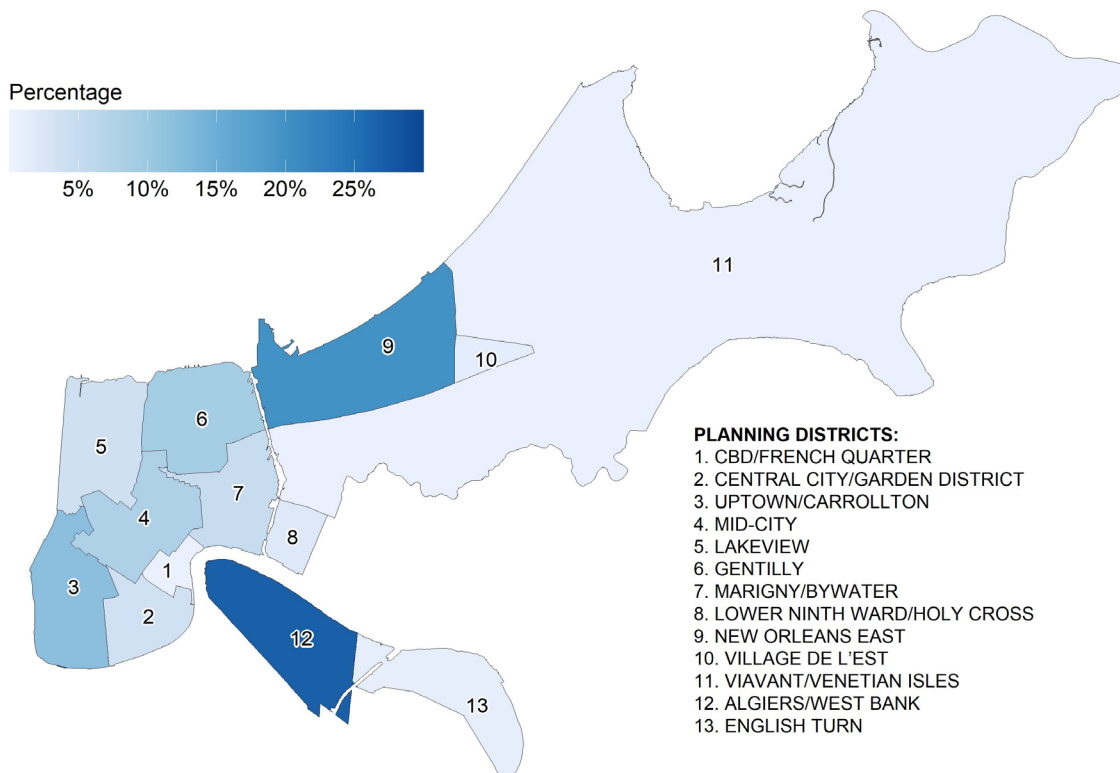 Percentage
5% 10% 15% 20% 25%
11
9
10
6
5
7
4
8
1
3
2
12
13
PLANNING DISTRICTS:
1. CBD/FRENCH QUARTER
2. CENTRAL CITY/GARDEN DISTRICT
3. UPTOWN/CARROLLTON
4. MID-CITY
5. LAKEVIEW
6. GENTILLY
7. MARIGNY/BYWATER
8. LOWER NINTH WARD/HOLY CROSS
9. NEW ORLEANS EAST
10. VILLAGE DE L’EST
11. VIAVANT/VENETIAN ISLES
12. ALGIERS/WEST BANK
13. ENGLISH TURN